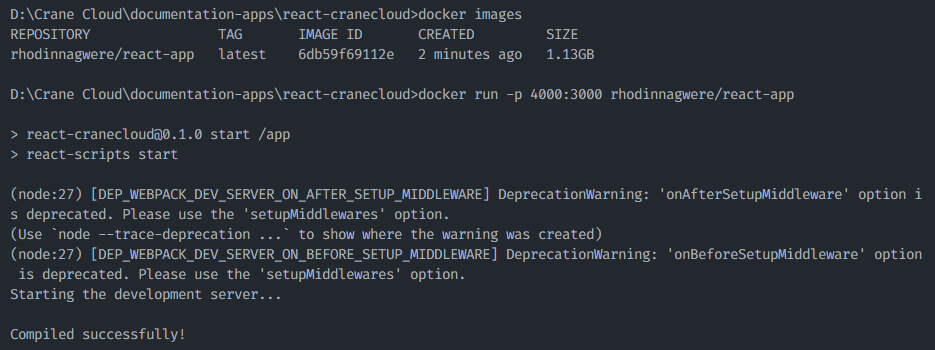 D:\Crane Cloud\documentation-apps\react-cranecloud>docker images
REPOSITORY                TAG       IMAGE ID       CREATED         SIZE
rhodinnagwere/react-app   latest    6db59f69112e   2 minutes ago   1.13GB
D:\Crane Cloud\documentation-apps\react-cranecloud>docker run -p 4000:3000 rhodinnagwere/react-app
> react-cranecloud@0.1.0 start /app
> react-scripts start
(node:27) [DEP_WEBPACK_DEV_SERVER_ON_AFTER_SETUP_MIDDLEWARE] DeprecationWarning: 'onAfterSetupMiddleware' option i
s deprecated. Please use the 'setupMiddlewares' option.
(Use `node --trace-deprecation ...` to show where the warning was created)
(node:27) [DEP_WEBPACK_DEV_SERVER_ON_BEFORE_SETUP_MIDDLEWARE] DeprecationWarning: 'onBeforeSetupMiddleware' option
 is deprecated. Please use the 'setupMiddlewares' option.
Starting the development server...
Compiled successfully!